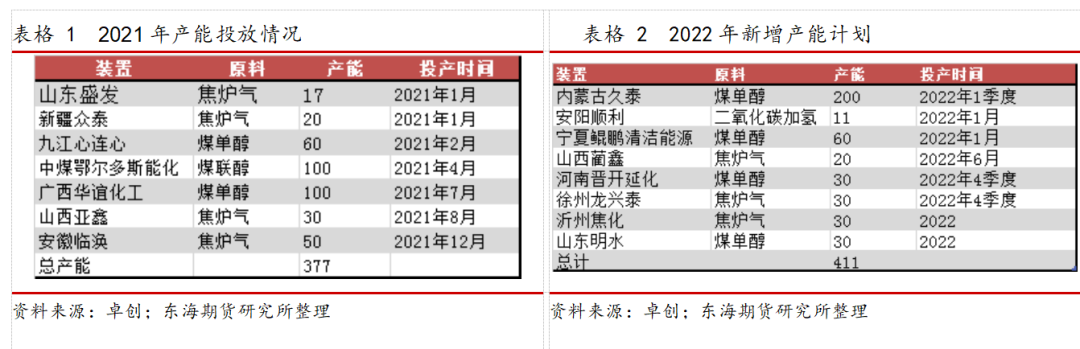 表格 1 2021 年产能投放情况
装置 原料 产能 投产时间
山东盛发 焦炉气 17 2021年1月
新疆众泰 焦炉气 20 2021年1月
九江心连心 煤单醇 60 2021年2月
中煤鄂尔多斯能化 煤联醇 100 2021年4月
广西华谊化工 煤单醇 100 2021年7月
山西亚鑫 焦炉气 30 2021年8月
安徽临涣 焦炉气 50 2021年12月
总产能 377
资料来源：卓创；东海期货研究所整理
表格 2 2022 年新增产能计划
装置 原料 产能 投产时间
内蒙古久泰 煤单醇 200 2022年1季度
安阳顺利 二氧化碳加氢 11 2022年1月
宁夏鲲鹏清洁能源 煤单醇 60 2022年1月
山西蔺鑫 焦炉气 20 2022年6月
河南晋开延化 煤单醇 30 2022年4季度
徐州龙兴泰 焦炉气 30 2022年4季度
沂州焦化 焦炉气 30 2022
山东明水 煤单醇 30 2022
总计 411
资料来源：卓创；东海期货研究所整理